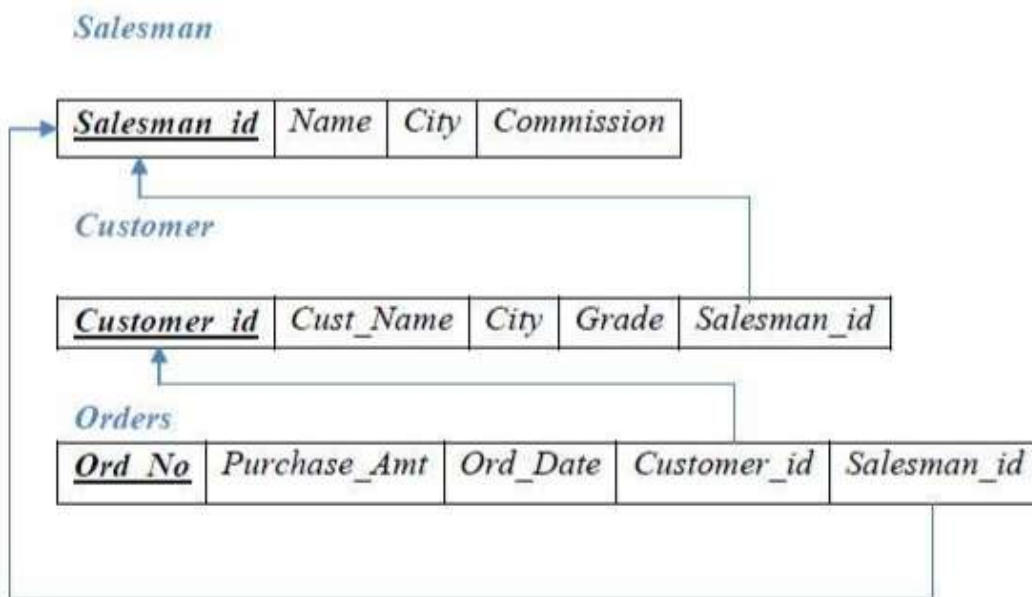 Salesman
Salesman_id Name City Commission
Customer
Customer_id Cust_Name City Grade Salesman_id
Orders
Ord_No Purchase_Amt Ord_Date Customer_id Salesman_id